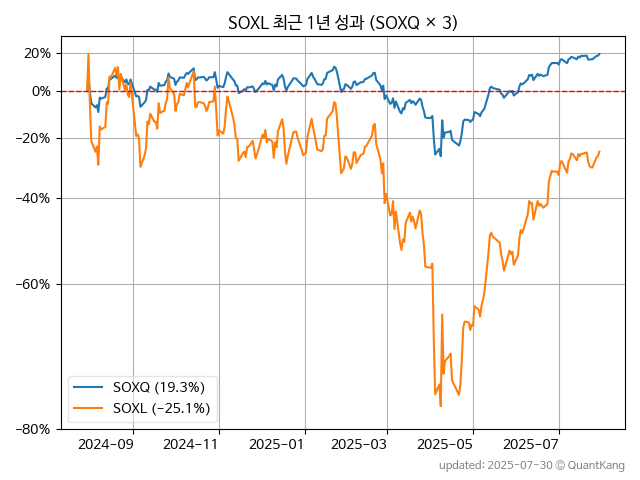 SOXL 최근 1년 성과 (SOXQ × 3)
20%
0%
−20%
−40%
−60%
−80%
SOXQ (19.3%)
SOXL (−25.1%)
2024-09 2024-11 2025-01 2025-03 2025-05 2025-07
updated: 2025-07-30 © QuantKang